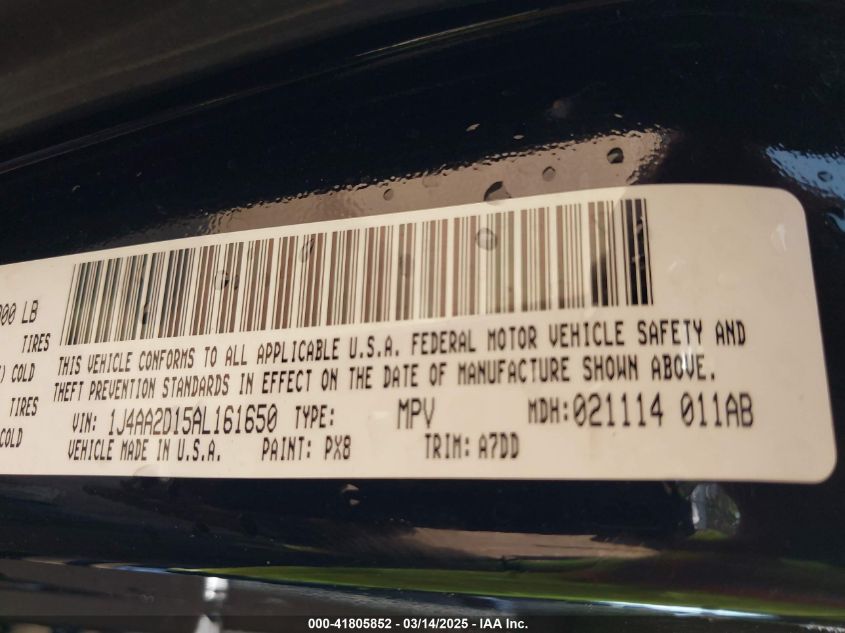 000 LB
TIRES
COLD
TIRES
COLD
THIS VEHICLE CONFORMS TO ALL APPLICABLE U.S.A. FEDERAL MOTOR VEHICLE SAFETY AND
THEFT PREVENTION STANDARDS IN EFFECT ON THE DATE OF MANUFACTURE SHOWN ABOVE.
VIN: 1J4AA2D15AL161650 TYPE: MPV MDH:021114 011AB
VEHICLE MADE IN U.S.A. PAINT: PX8 TRIM: A7DD
000-41805852 - 03/14/2025 - IAA Inc.